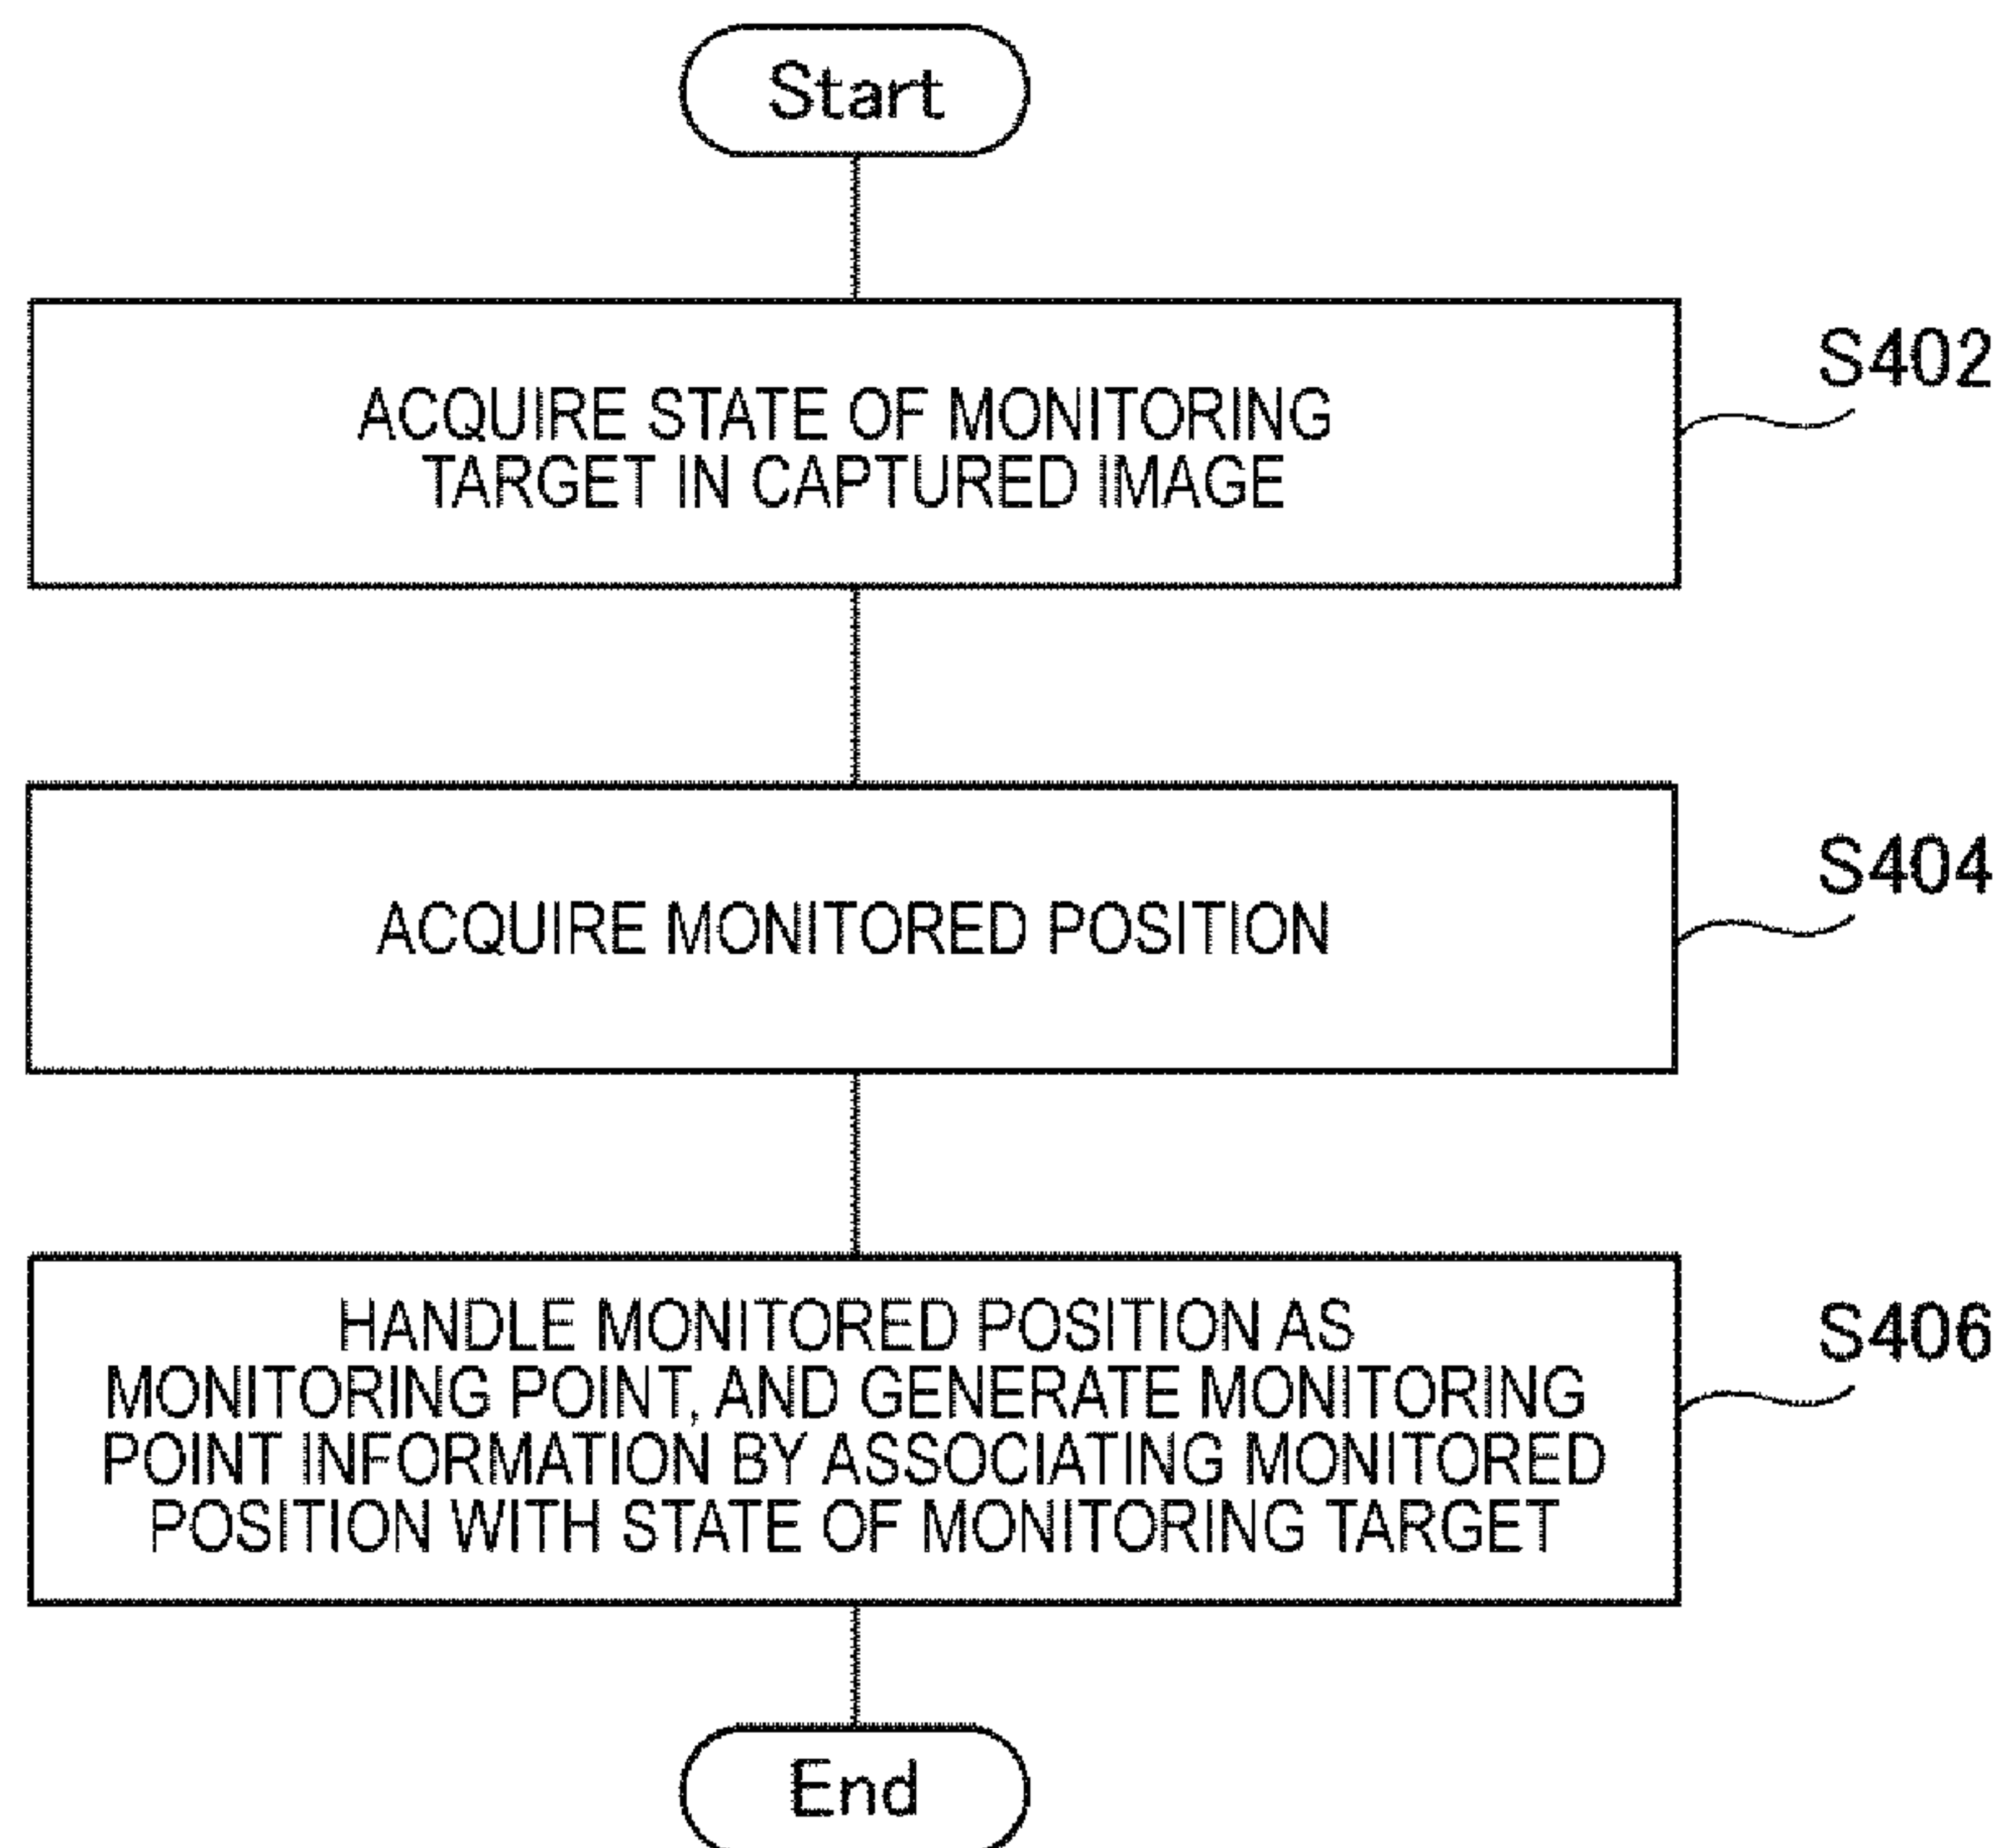 Start
S402
ACQUIRE STATE OF MONITORING
TARGET IN CAPTURED IMAGE
S404
ACQUIRE MONITORED POSITION
S406
HANDLE MONITORED POSITION AS
MONITORING POINT, AND GENERATE MONITORING
POINT INFORMATION BY ASSOCIATING MONITORED
POSITION WITH STATE OF MONITORING TARGET
End